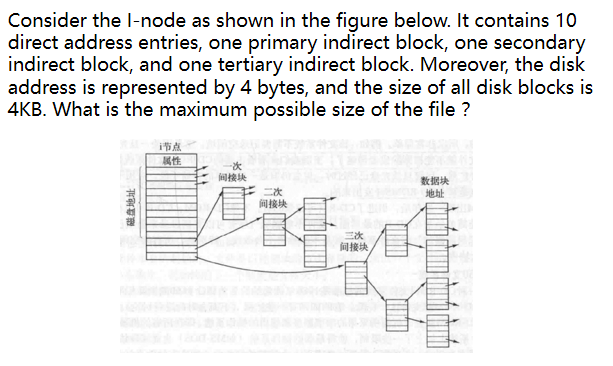 Consider the I-node as shown in the figure below. It contains 10
direct address entries, one primary indirect block, one secondary
indirect block, and one tertiary indirect block. Moreover, the disk
address is represented by 4 bytes, and the size of all disk blocks is
4KB. What is the maximum possible size of the file ?
i节点
属性
磁盘地址
一次
间接块
二次
间接块
三次
间接块
数据块
地址